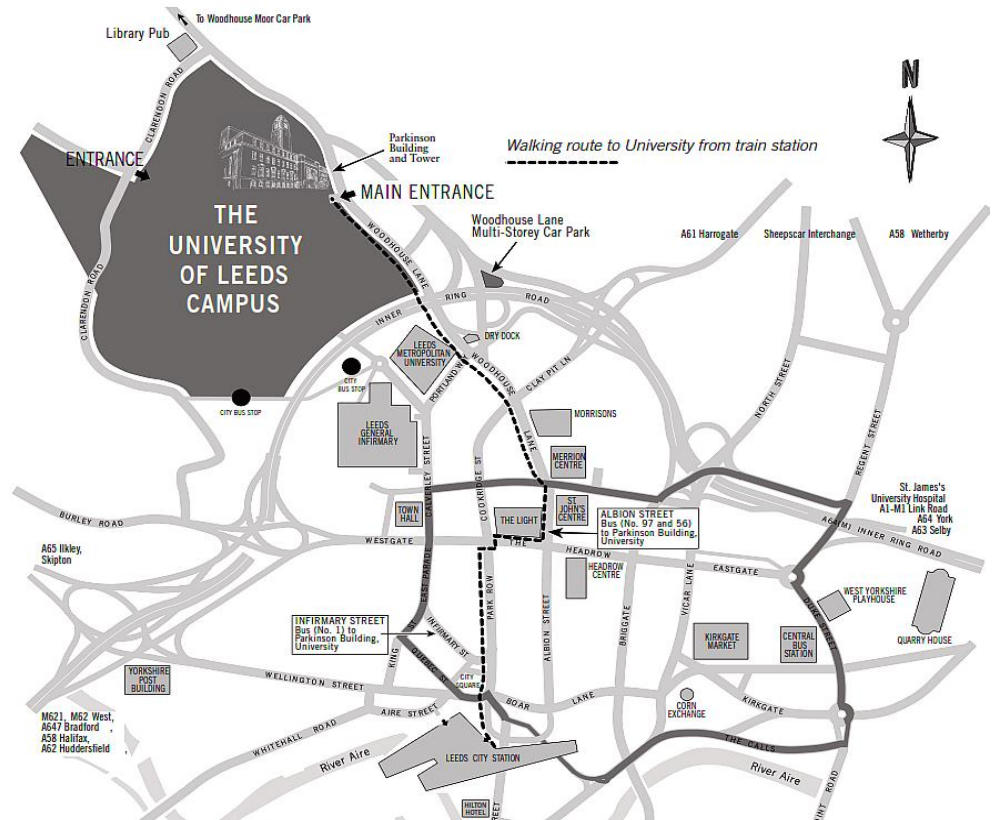 To Woodhouse Moor Car Park
Library Pub
CLARENDON ROAD
N
Parkinson
Building
and Tower
Walking route to University from train station
ENTRANCE
MAIN ENTRANCE
THE
UNIVERSITY
OF LEEDS
CAMPUS
WOODHOUSE LANE
Woodhouse Lane
Multi-Storey Car Park
A61 Harrogate
Sheepscar Interchange
A58 Wetherby
CLARENDON ROAD
INNER RING ROAD
DRY DOCK
LEEDS
METROPOLITAN
UNIVERSITY
PORTLAND W
WOODHOUSE LANE
CLAY PIT LN
CITY
BUS STOP
CITY BUS STOP
NORTH STREET
REGENT STREET
LEEDS
GENERAL
INFIRMARY
MORRISONS
MERRION
CENTRE
CALVERLEY STREET
COOKRIDGE ST
St. James's
University Hospital
A1-M1 Link Road
A64 York
A63 Selby
BURLEY ROAD
TOWN
HALL
THE LIGHT
ST.
JOHN'S
CENTRE
ALBION STREET
Bus (No. 97 and 56)
to Parkinson Building,
University
A64(M) INNER RING ROAD
A65 Ilkley,
Skipton
WESTGATE
THE HEADROW
EASTGATE
HEADROW
CENTRE
EAST PARADE
PARK ROW
ALBION STREET
BRIGGATE
VICAR LANE
DUKE STREET
WEST YORKSHIRE
PLAYHOUSE
QUARRY HOUSE
INFIRMARY STREET
Bus (No. 1) to
Parkinson Building,
University
INFIRMARY ST.
KIRKGATE
MARKET
CENTRAL
BUS
STATION
KING ST
QUEBEC ST
YORKSHIRE
POST
BUILDING
WELLINGTON STREET
CITY
SQUARE
BOAR LANE
CORN
EXCHANGE
KIRKGATE
AIRE STREET
M621, M62 West,
A647 Bradford ,
A58 Halifax,
A62 Huddersfield ,
WHITEHALL ROAD
THE CALLS
LEEDS CITY STATION
River Aire
River Aire
HILTON
HOTEL